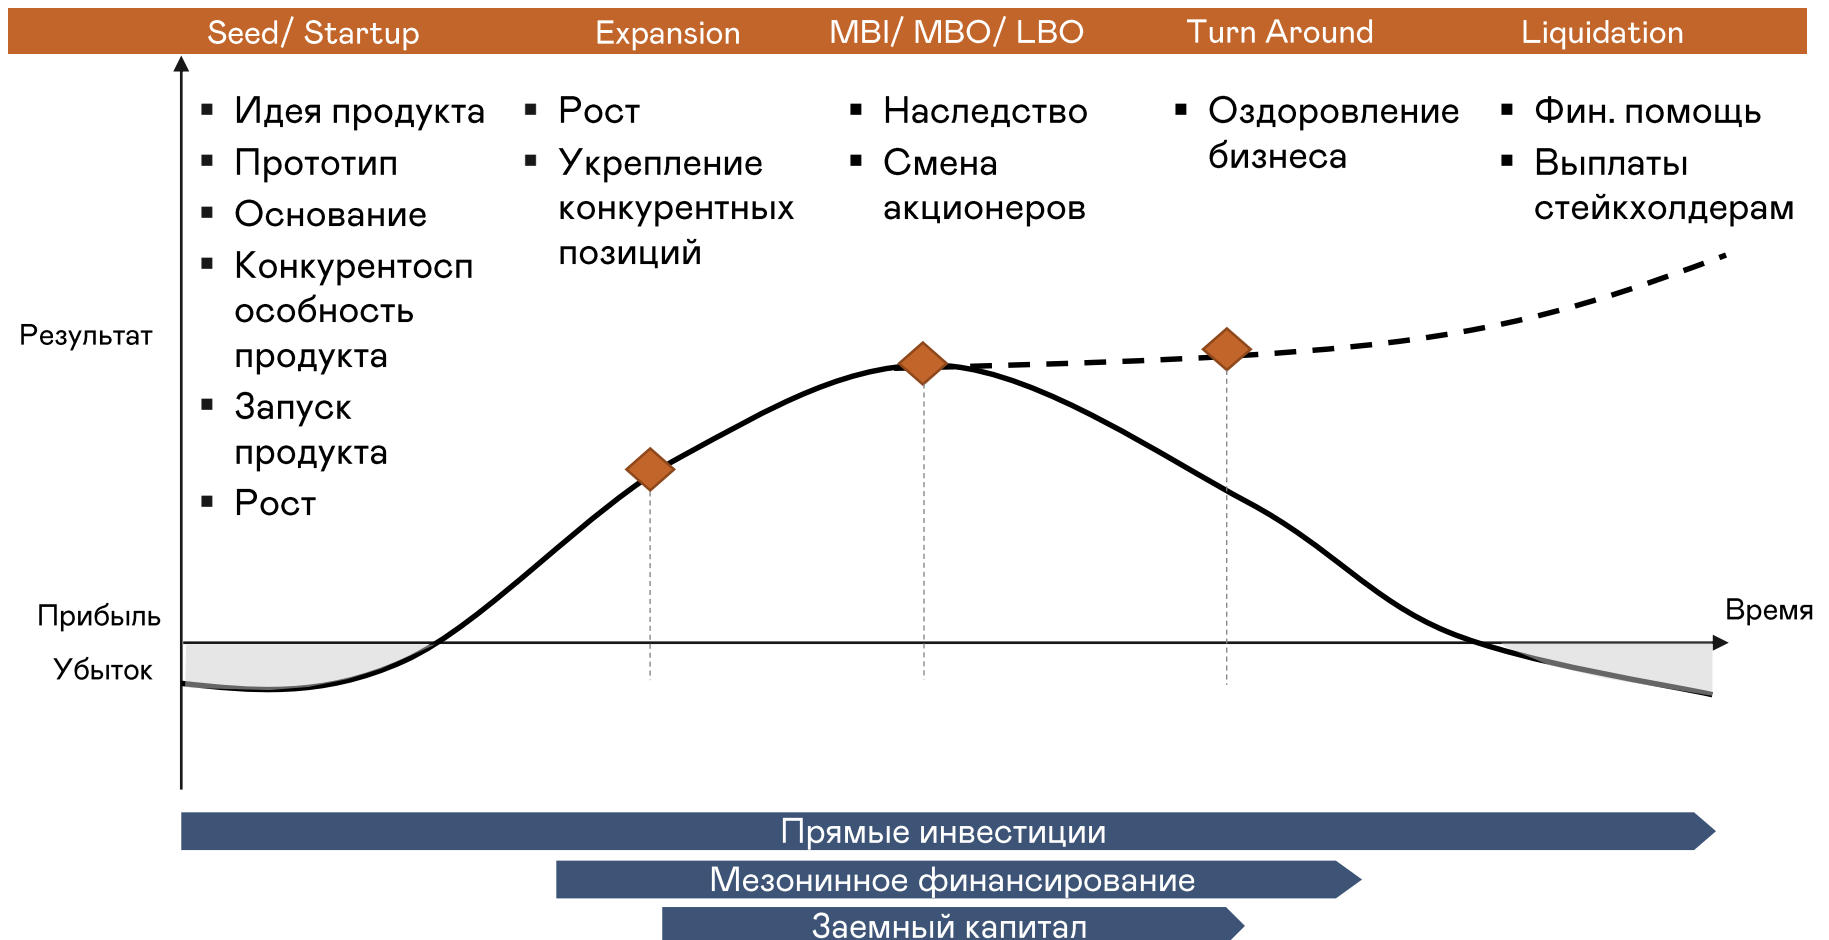 Seed/ Startup
Expansion
MBI/ MBO/ LBO
Turn Around
Liquidation
Идея продукта
Прототип
Основание
Конкурентосп
особность
продукта
Запуск
продукта
Рост
Рост
Укрепление
конкурентных
позиций
Наследство
Смена
акционеров
Оздоровление
бизнеса
Фин. помощь
Выплаты
стейкхолдерам
Результат
Прибыль
Убыток
Время
Прямые инвестиции
Мезонинное финансирование
Заемный капитал